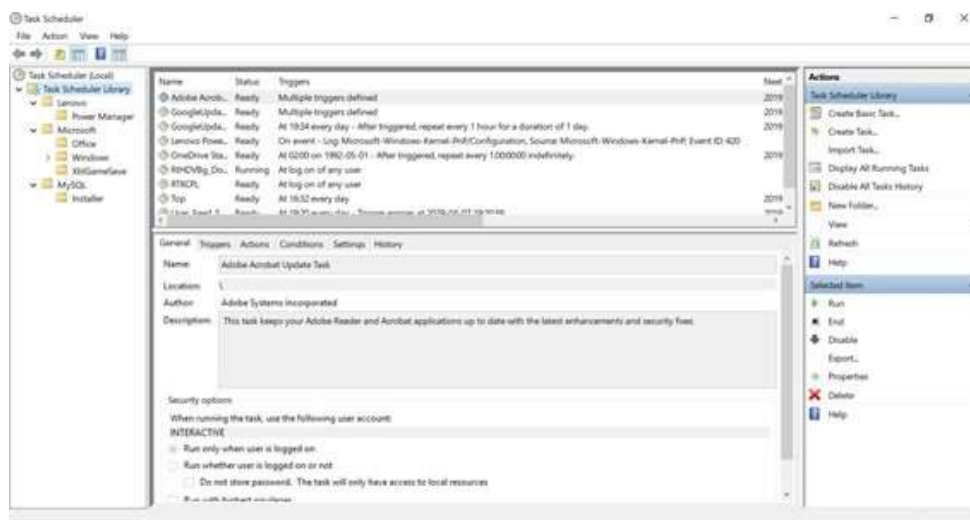 Task Scheduler
File Action View Help
Task Scheduler (Local)
Task Scheduler Library
Lenovo
Power Manager
Microsoft
Office
Windows
XblGameSave
MySQL
Installer
Name Status Triggers Next
Adobe Acrob... Ready Multiple triggers defined 2019
GoogleUpda... Ready Multiple triggers defined 2019
GoogleUpda... Ready At 19:34 every day - After triggered, repeat every 1 hour for a duration of 1 day. 2019
Lenovo Powe... Ready On event - Log: Microsoft-Windows-Kernel-PnP/Configuration, Source: Microsoft-Windows-Kernel-PnP, Event ID: 420
OneDrive Sta... Ready At 02:00 on 1992-05-01 - After triggered, repeat every 1.00:00:00 indefinitely. 2019
RtHDVBg_Do... Running At log on of any user
RTKCPL Ready At log on of any user
Top Ready At 16:32 every day 2019
General Triggers Actions Conditions Settings History
Name: Adobe Acrobat Update Task
Location: \
Author: Adobe Systems Incorporated
Description: This task keeps your Adobe Reader and Acrobat applications up to date with the latest enhancements and security fixes
Security options
When running the task, use the following user account:
INTERACTIVE
Run only when user is logged on
Run whether user is logged on or not
Do not store password. The task will only have access to local resources
Run with highest privileges
Actions
Task Scheduler Library
Create Basic Task...
Create Task...
Import Task...
Display All Running Tasks
Disable All Tasks History
New Folder...
View
Refresh
Help
Selected Item
Run
End
Disable
Export...
Properties
Delete
Help